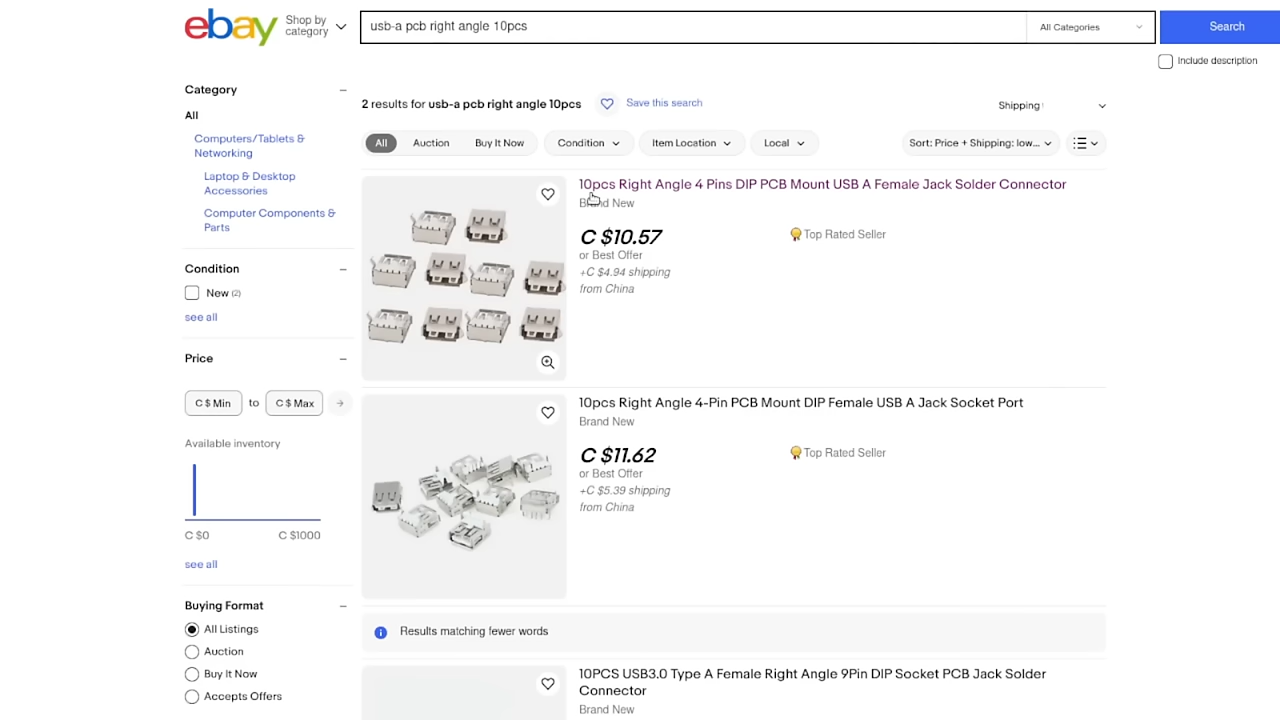 ebay
Shop by
category
usb-a pcb right angle 10pcs
All Categories
Search
Include description
Category
All
Computers/Tablets &
Networking
Laptop & Desktop
Accessories
Computer Components &
Parts
Condition
New (2)
see all
Price
C $ Min
to
C $ Max
Available inventory
C $0
C $1000
see all
Buying Format
All Listings
Auction
Buy It Now
Accepts Offers
2 results for usb-a pcb right angle 10pcs
Save this search
Shipping
All
Auction
Buy It Now
Condition
Item Location
Local
Sort: Price + Shipping: low...
10pcs Right Angle 4 Pins DIP PCB Mount USB A Female Jack Solder Connector
Brand New
C $10.57
or Best Offer
+C $4.94 shipping
from China
Top Rated Seller
10pcs Right Angle 4-Pin PCB Mount DIP Female USB A Jack Socket Port
Brand New
C $11.62
or Best Offer
+C $5.39 shipping
from China
Top Rated Seller
Results matching fewer words
10PCS USB3.0 Type A Female Right Angle 9Pin DIP Socket PCB Jack Solder
Connector
Brand New